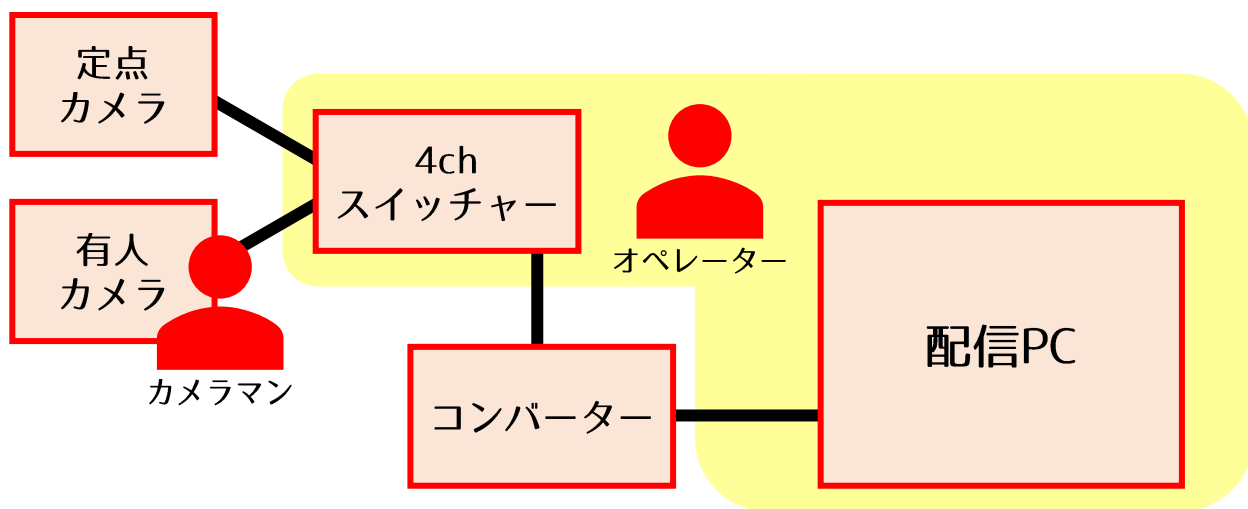 定点
カメラ
有人
カメラ
カメラマン
4ch
スイッチャー
オペレーター
コンバーター
配信PC